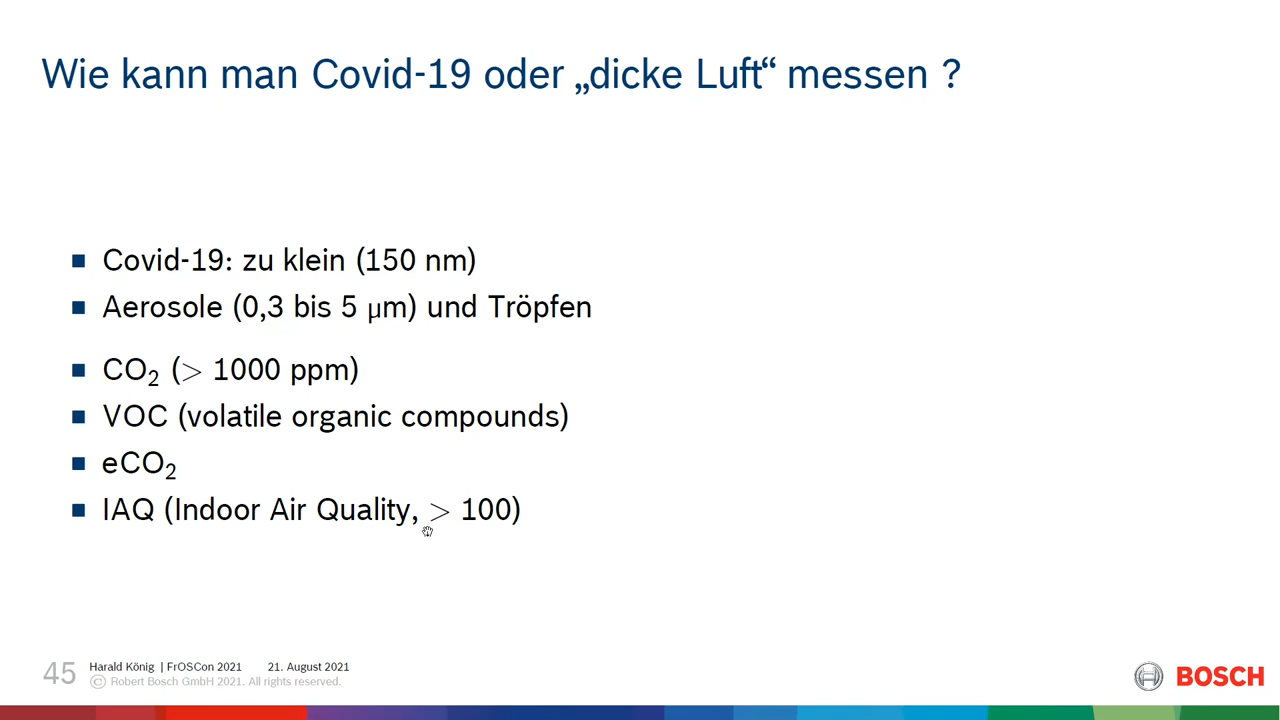 Wie kann man Covid-19 oder „dicke Luft“ messen ?
Covid-19: zu klein (150 nm)
Aerosole (0,3 bis 5 µm) und Tröpfen
CO₂ (> 1000 ppm)
VOC (volatile organic compounds)
eCO₂
IAQ (Indoor Air Quality, > 100)
45 Harald König | FrOSCon 2021 21. August 2021
© Robert Bosch GmbH 2021. All rights reserved.
BOSCH